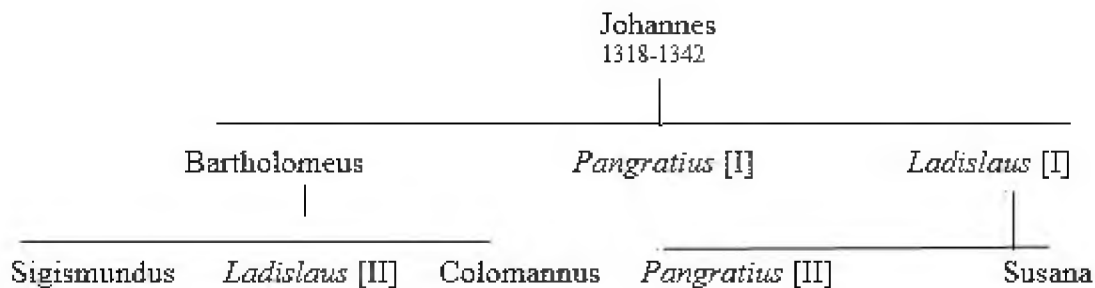 Johannes
1318-1342
Bartholomeus Pangratius [I] Ladislaus [I]
Sigismundus Ladislaus [II] Colomannus Pangratius [II] Susana